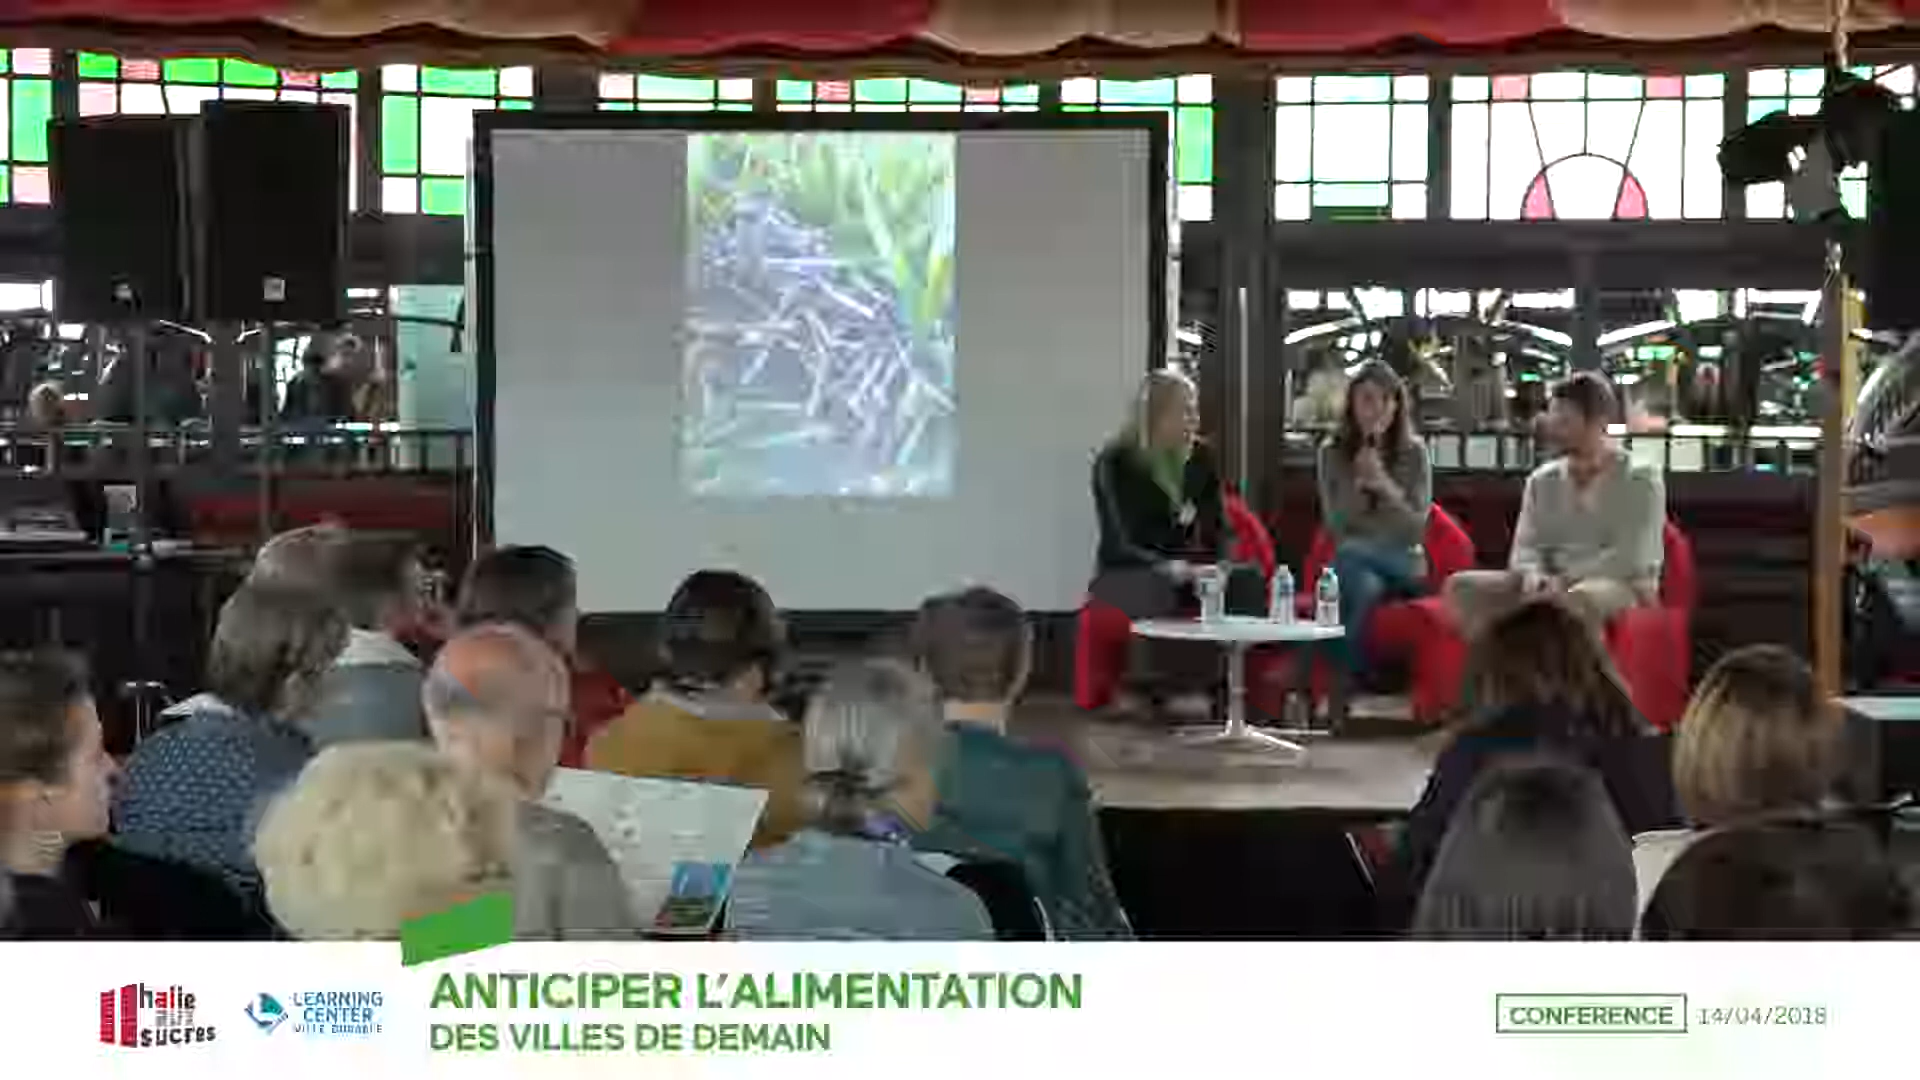 halle
aux
sucres
LEARNING
CENTER
VILLE DURABLE
ANTICIPER L'ALIMENTATION
DES VILLES DE DEMAIN
CONFERENCE
14/04/2018